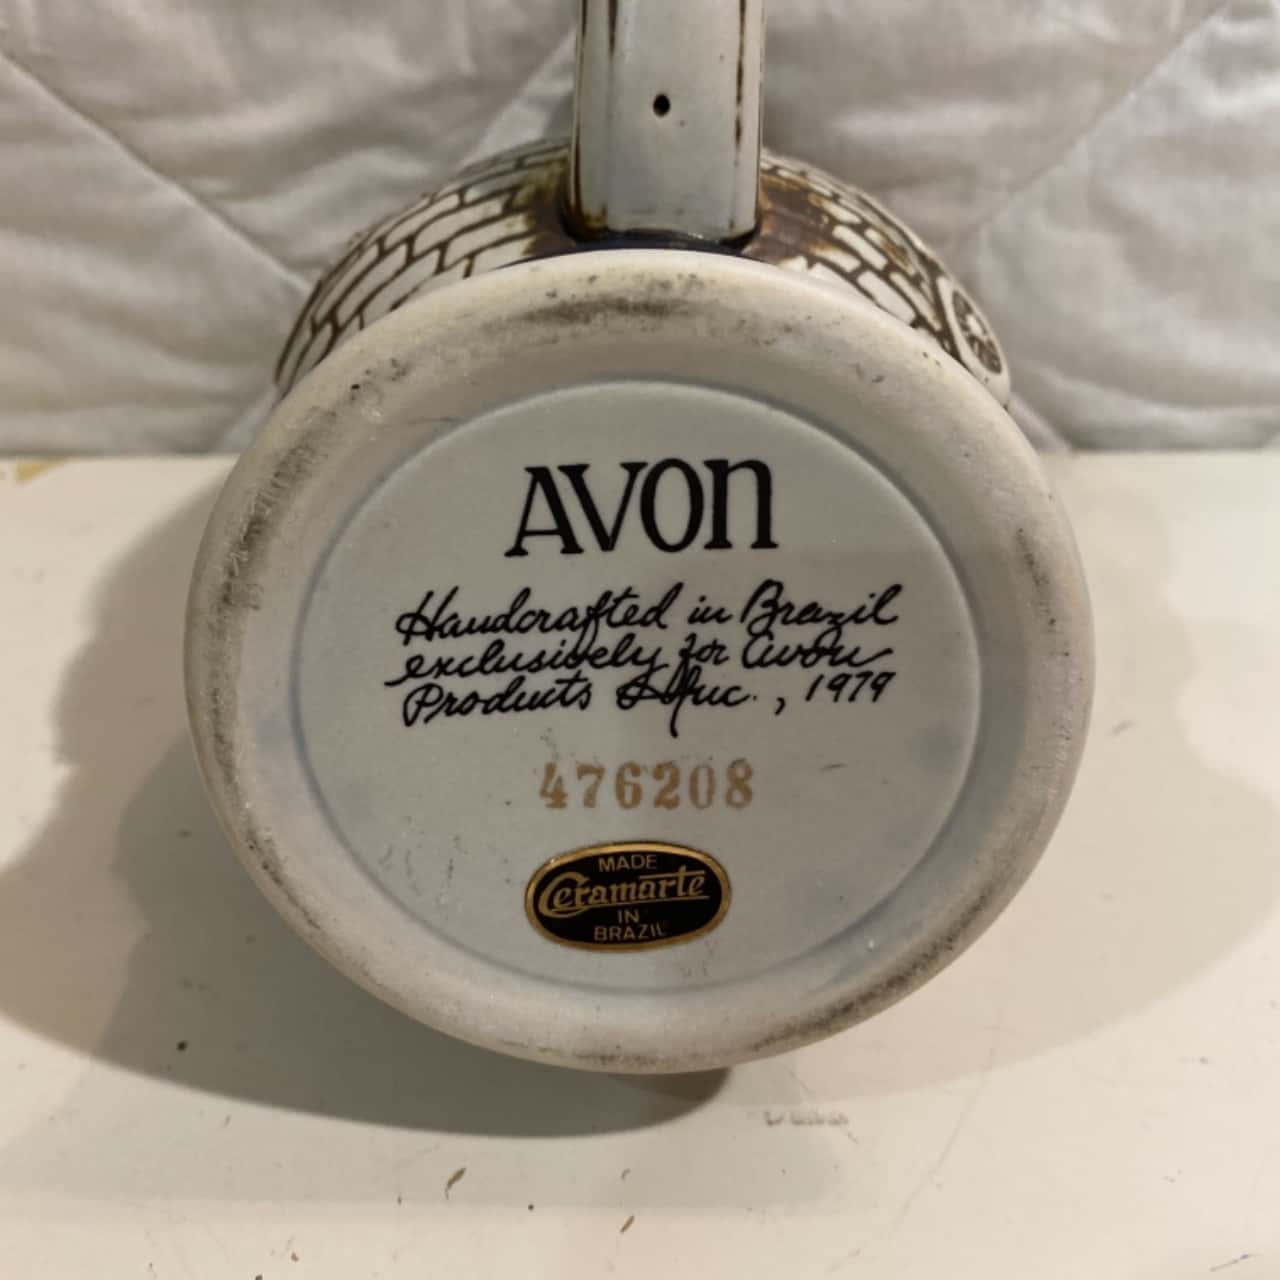 AVON
Handcrafted in Brazil
exclusively for Avon
Products Inc., 1979
476208
MADE
Ceramarte
IN
BRAZIL